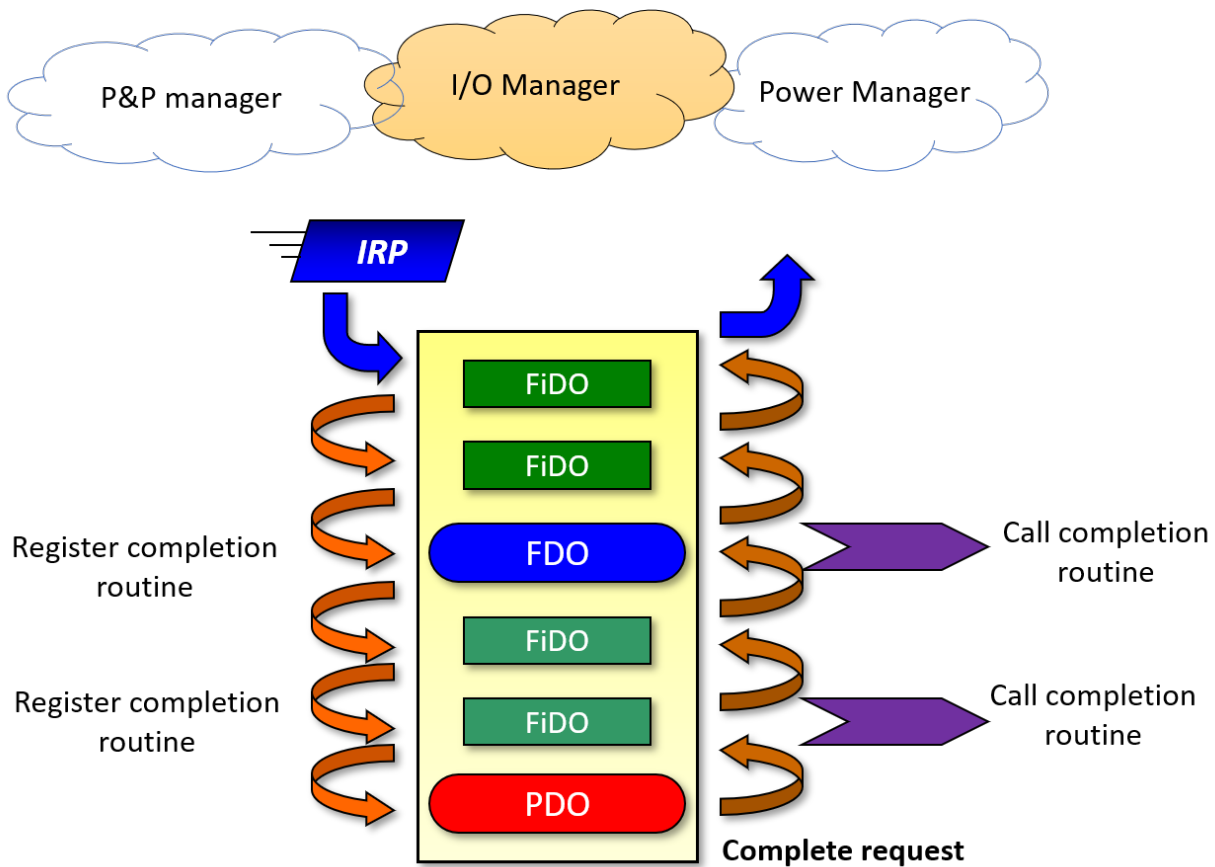 P&P manager
I/O Manager
Power Manager
IRP
FiDO
FiDO
FDO
Register completion
routine
Call completion
routine
FiDO
FiDO
Register completion
routine
Call completion
routine
PDO
Complete request